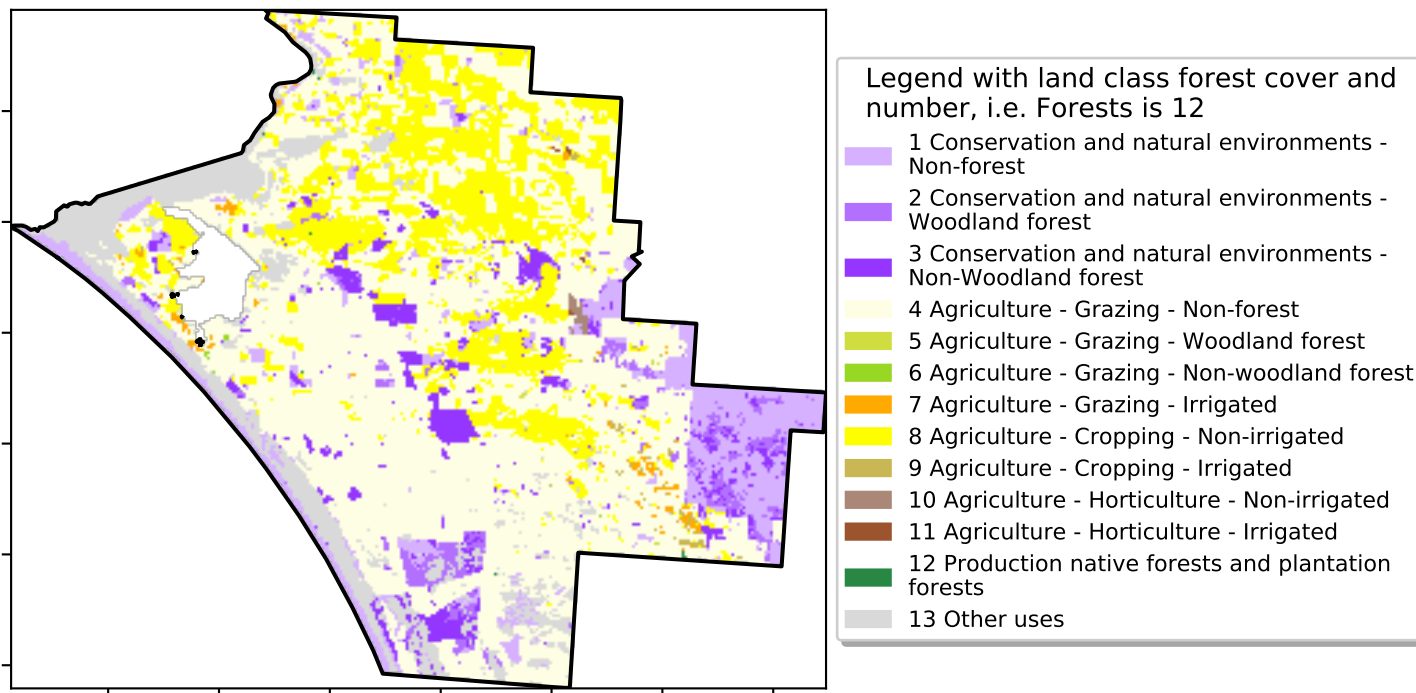 Legend with land class forest cover and
number, i.e. Forests is 12
1 Conservation and natural environments -
Non-forest
2 Conservation and natural environments -
Woodland forest
3 Conservation and natural environments -
Non-Woodland forest
4 Agriculture - Grazing - Non-forest
5 Agriculture - Grazing - Woodland forest
6 Agriculture - Grazing - Non-woodland forest
7 Agriculture - Grazing - Irrigated
8 Agriculture - Cropping - Non-irrigated
9 Agriculture - Cropping - Irrigated
10 Agriculture - Horticulture - Non-irrigated
11 Agriculture - Horticulture - Irrigated
12 Production native forests and plantation
forests
13 Other uses